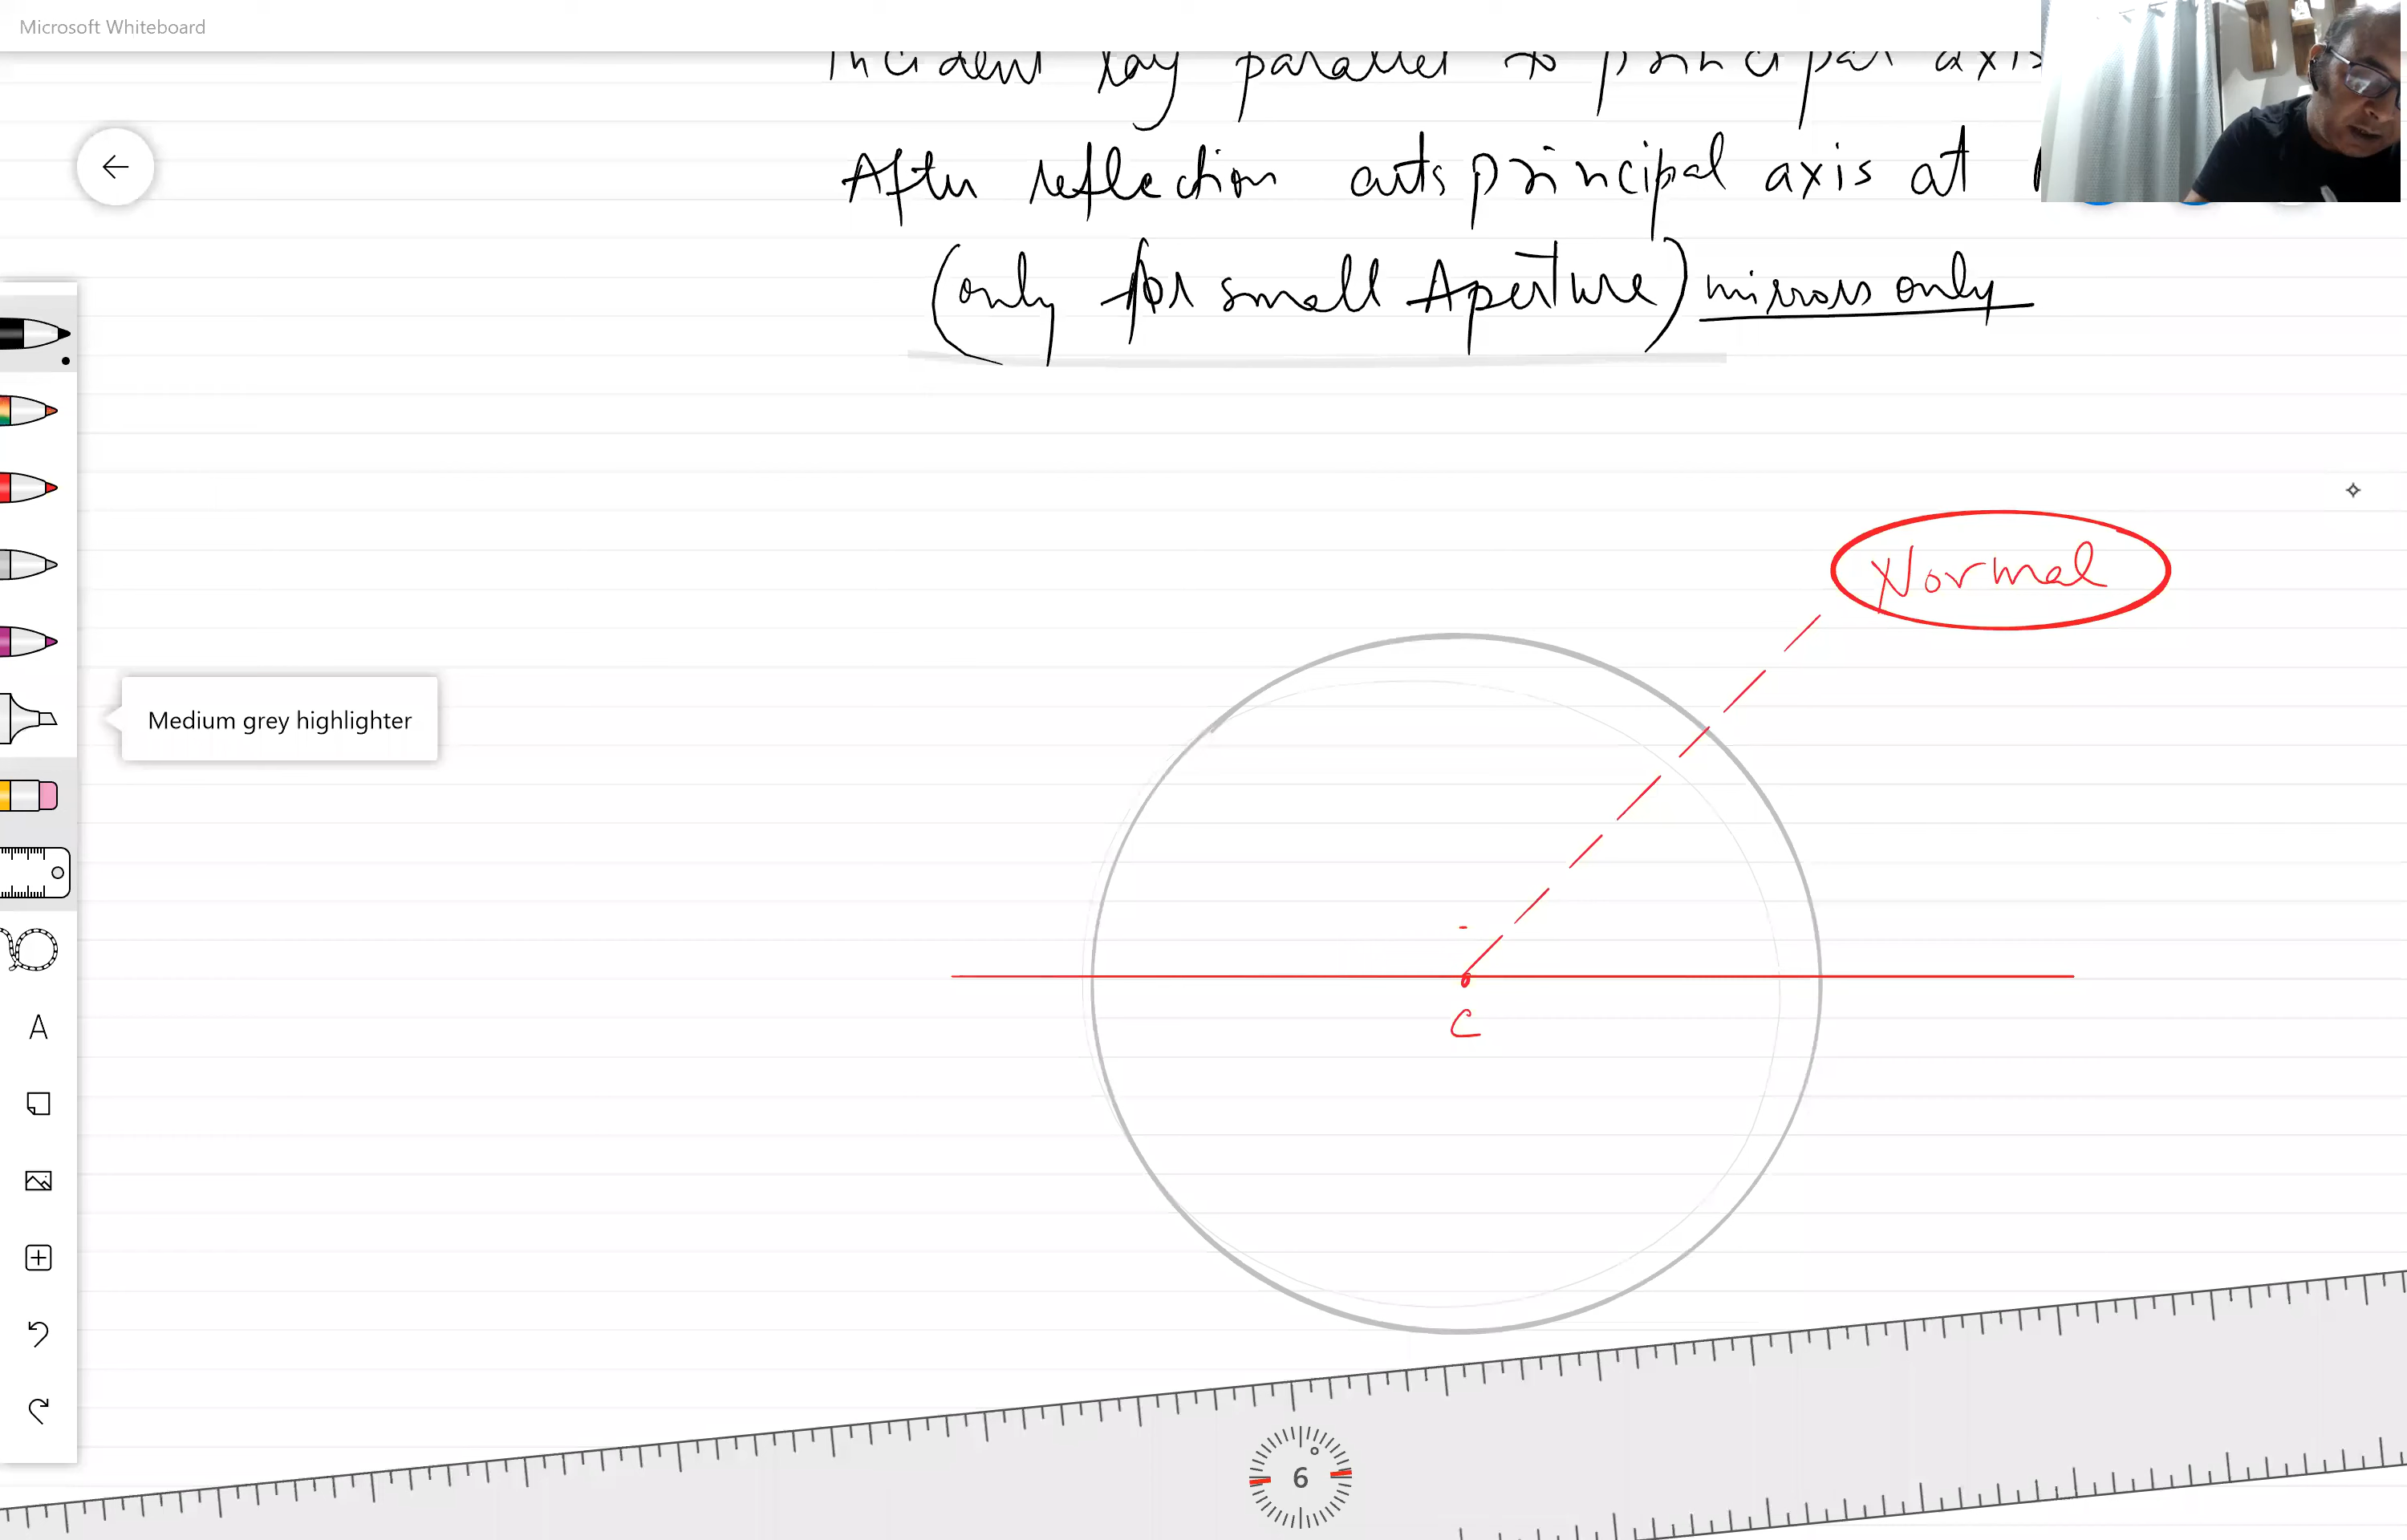 Microsoft Whiteboard
Incident ray parallel to principal axis
After reflection cuts principal axis at
(only for small Aperture) mirrors only
Normal
Medium grey highlighter
C
A
6°